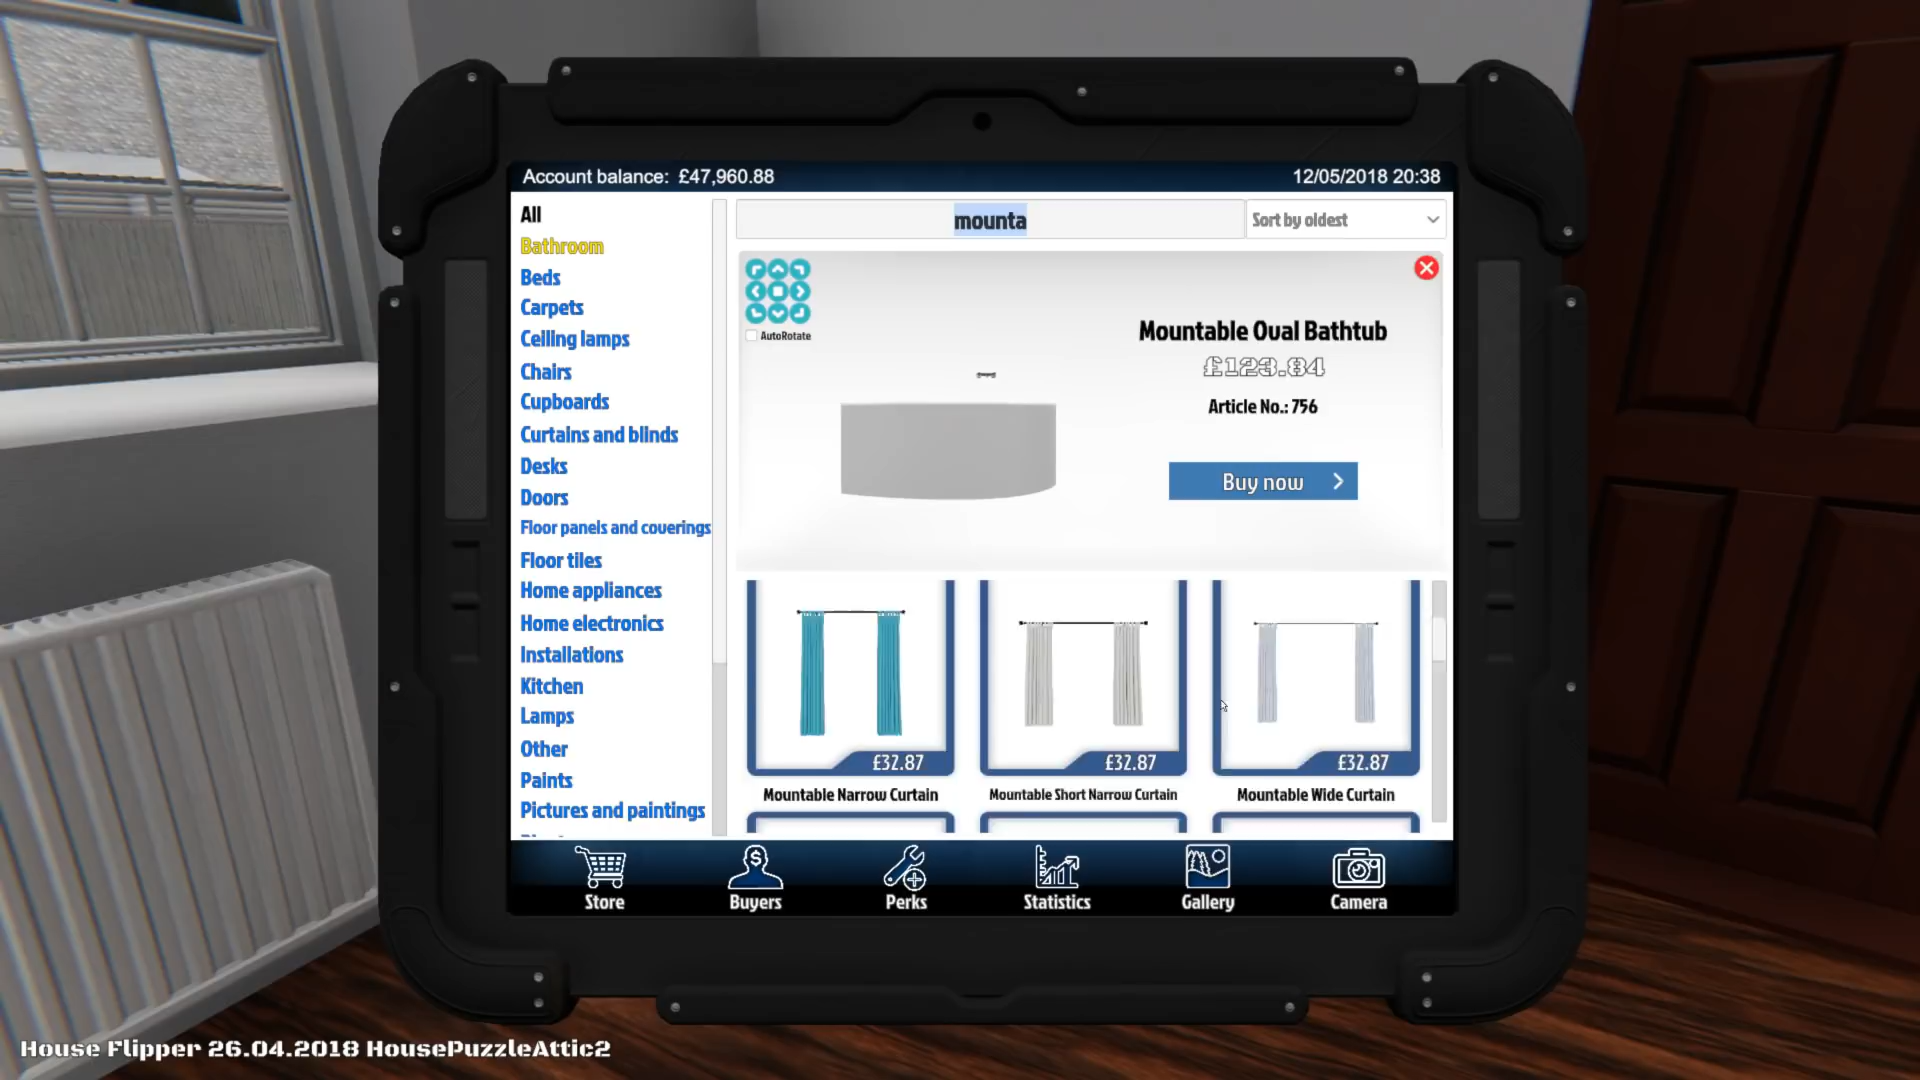 Account balance: £47,960.88
12/05/2018 20:38
All
Bathroom
Beds
Carpets
Ceiling lamps
Chairs
Cupboards
Curtains and blinds
Desks
Doors
Floor panels and coverings
Floor tiles
Home appliances
Home electronics
Installations
Kitchen
Lamps
Other
Paints
Pictures and paintings
mounta
Sort by oldest
AutoRotate
Mountable Oval Bathtub
£123.84
Article No.: 756
Buy now
£32.87
£32.87
£32.87
Mountable Narrow Curtain
Mountable Short Narrow Curtain
Mountable Wide Curtain
Store
Buyers
Perks
Statistics
Gallery
Camera
House Flipper 26.04.2018 HousePuzzleAttic2